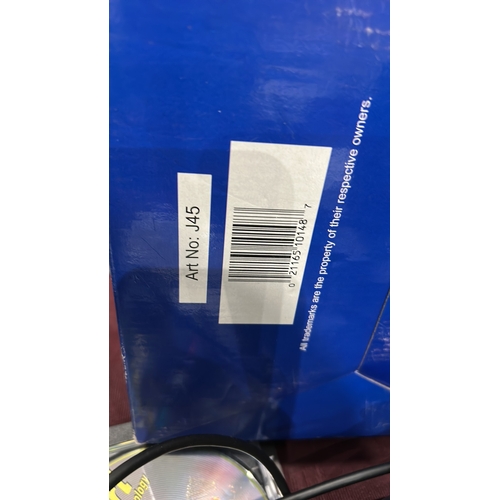 Art No: J45
0 21165 10148 7
All trademarks are the property of their respective owners.